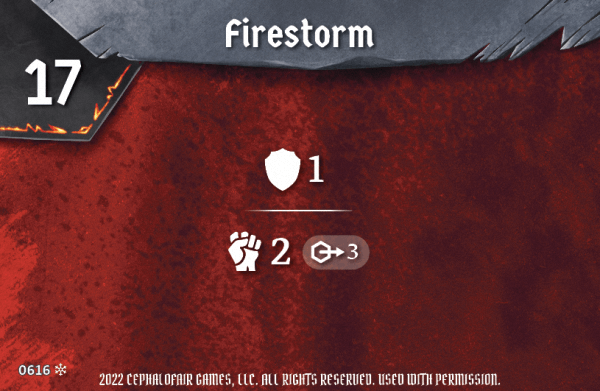 Firestorm
17
1
2 3
0616
2022 CEPHALOFAIR GAMES, LLC. ALL RIGHTS RESERVED. USED WITH PERMISSION.